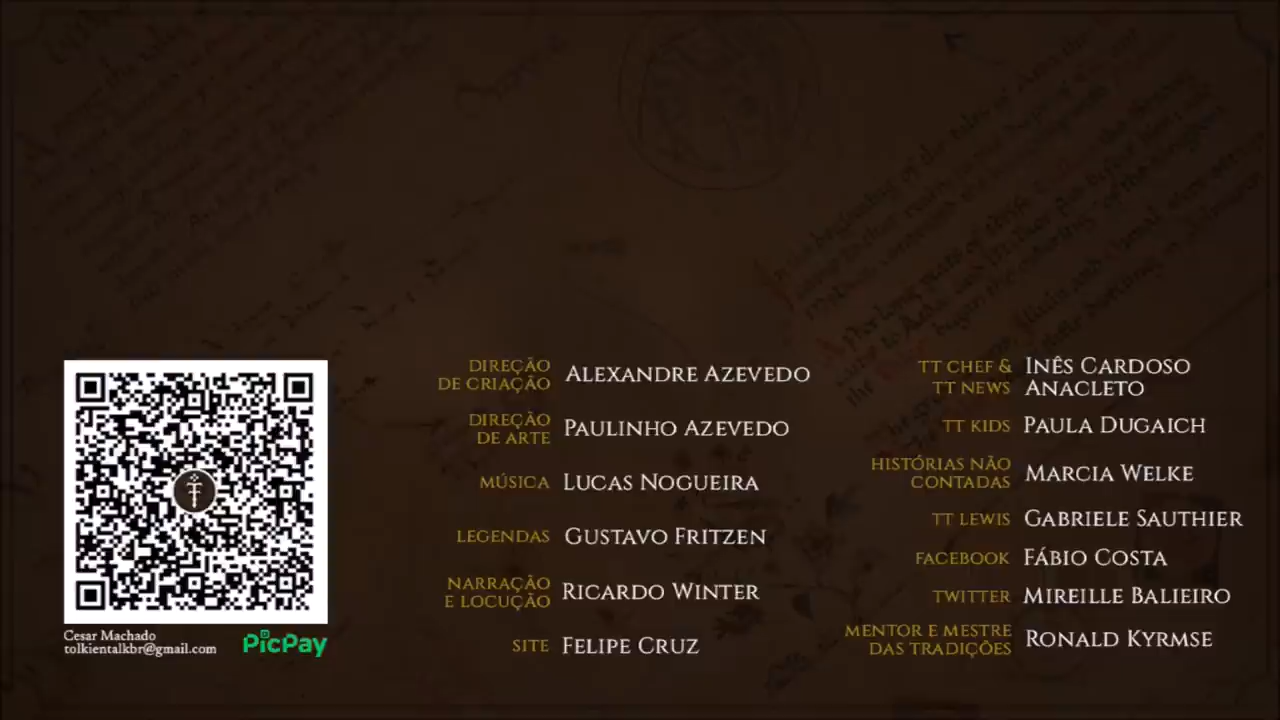 DIREÇÃO
DE CRIAÇÃO
ALEXANDRE AZEVEDO
DIREÇÃO
DE ARTE
PAULINHO AZEVEDO
MÚSICA
LUCAS NOGUEIRA
LEGENDAS
GUSTAVO FRITZEN
NARRAÇÃO
E LOCUÇÃO
RICARDO WINTER
SITE
FELIPE CRUZ
TT CHEF &
TT NEWS
INÊS CARDOSO
ANACLETO
TT KIDS
PAULA DUGAICH
HISTÓRIAS NÃO
CONTADAS
MARCIA WELKE
TT LEWIS
GABRIELE SAUTHIER
FACEBOOK
FÁBIO COSTA
TWITTER
MIREILLE BALIEIRO
MENTOR E MESTRE
DAS TRADIÇÕES
RONALD KYRMSE
Cesar Machado
tolkientalkbr@gmail.com
PicPay